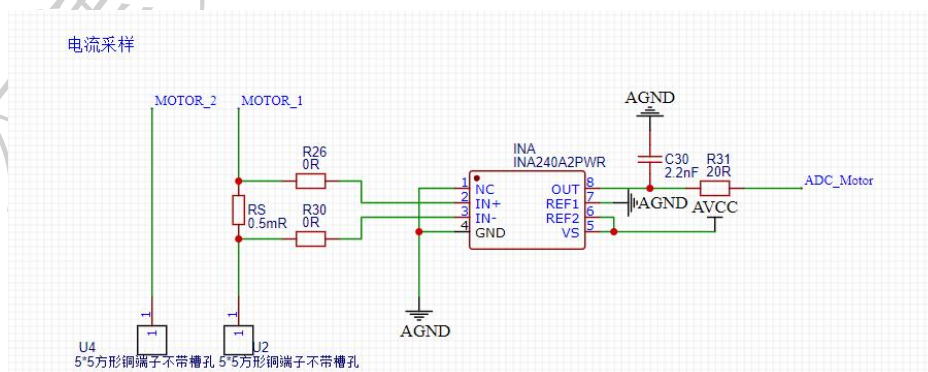 电流采样
MOTOR_2
MOTOR_1
AGND
R26
0R
INA
INA240A2PWR
C30
2.2nF
R31
20R
ADC_Motor
RS
0.5mR
R30
0R
1 NC
2 IN+
3 IN-
4 GND
OUT 8
REF1 7
REF2 6
VS 5
AGND
AVCC
AGND
1
1
1
1
U4
5*5方形铜端子不带槽孔
U2
5*5方形铜端子不带槽孔